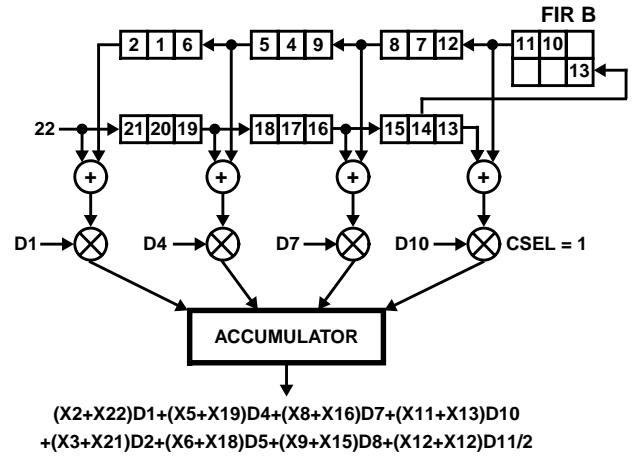 FIR B
2 1 6 5 4 9 8 7 12 11 10
13
22 21 20 19 18 17 16 15 14 13
+ + + +
D1 D4 D7 D10 CSEL = 1
ACCUMULATOR
(X2+X22)D1+(X5+X19)D4+(X8+X16)D7+(X11+X13)D10
+(X3+X21)D2+(X6+X18)D5+(X9+X15)D8+(X12+X12)D11/2